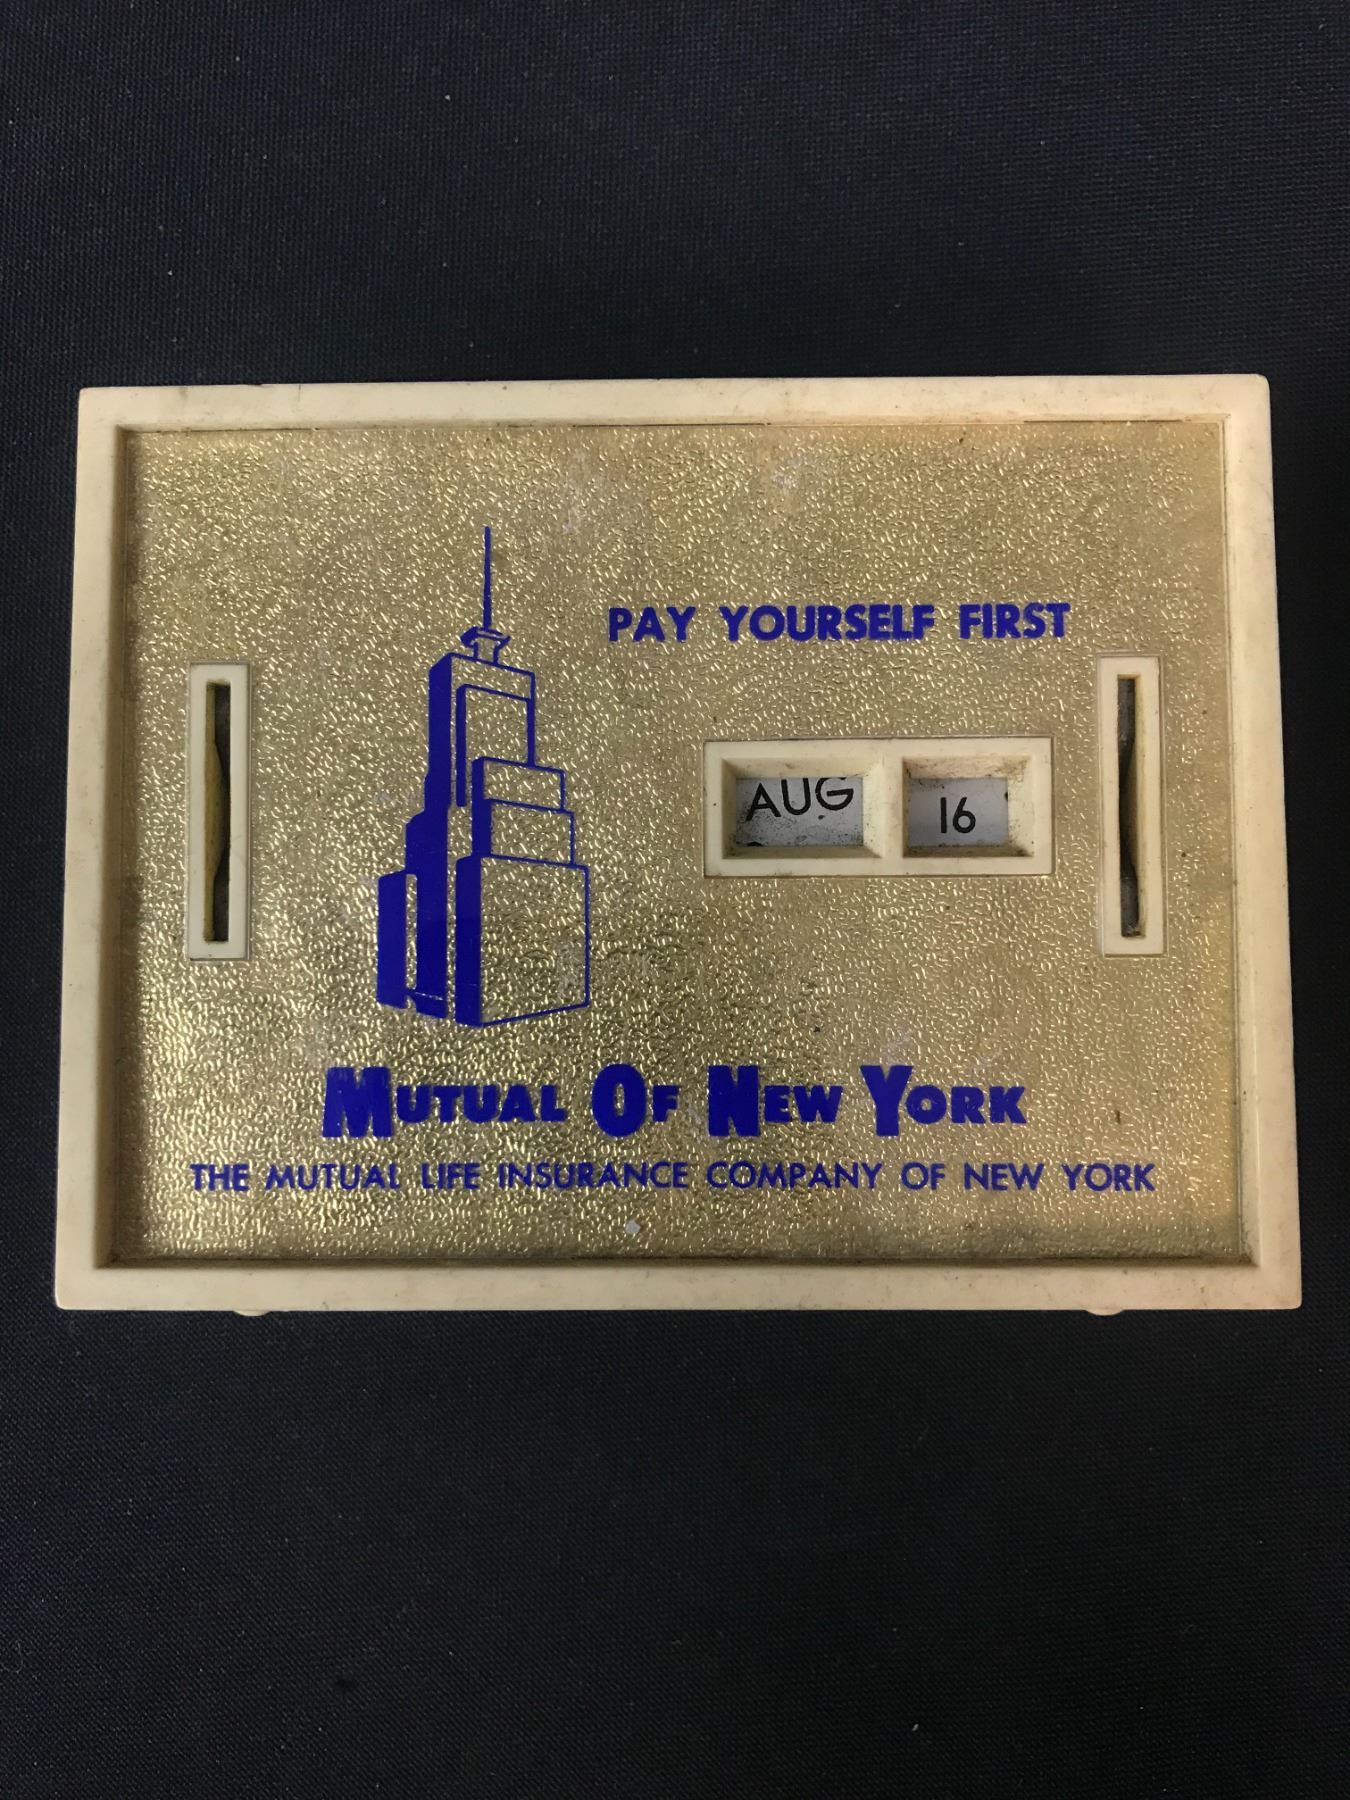 PAY YOURSELF FIRST
AUG 16
MUTUAL OF NEW YORK
THE MUTUAL LIFE INSURANCE COMPANY OF NEW YORK